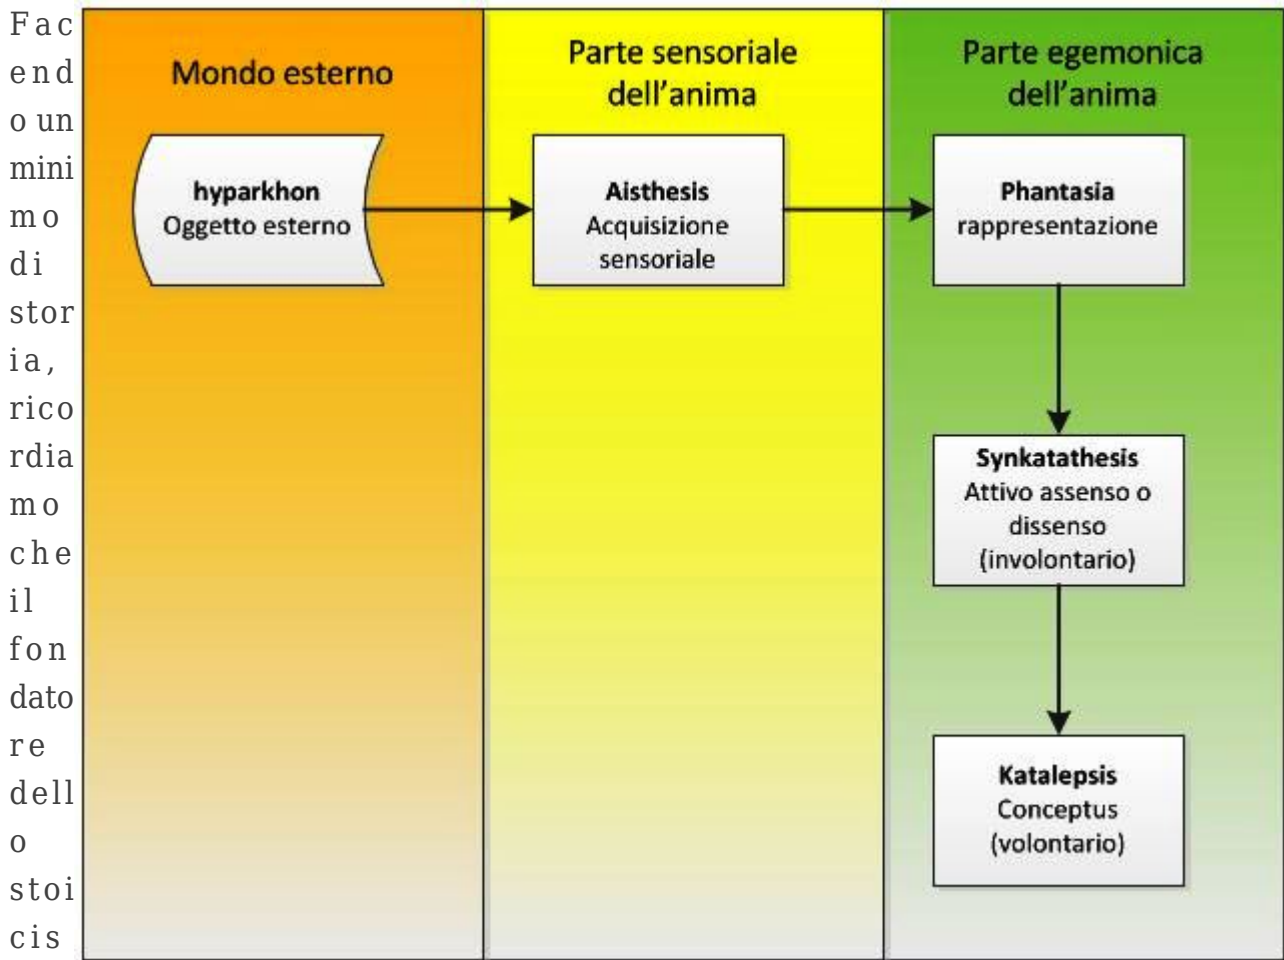 Fac
end
o un
mini
mo
di
stor
ia,
rico
rdia
mo
che
il
fon
dato
re
dell
o
stoi
cis
Mondo esterno
hyparkhon
Oggetto esterno
Parte sensoriale
dell'anima
Aisthesis
Acquisizione
sensoriale
Parte egemonica
dell'anima
Phantasia
rappresentazione
Synkatathesis
Attivo assenso o
dissenso
(involontario)
Katalepsis
Conceptus
(volontario)